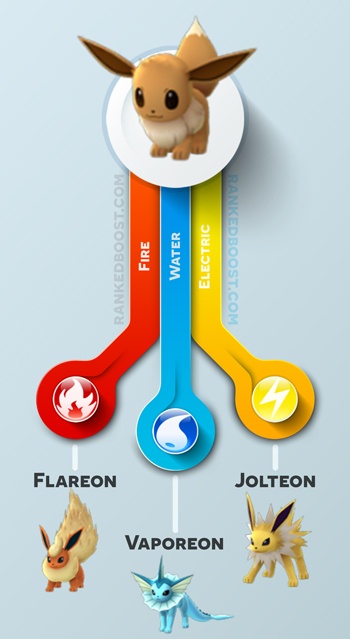 RANKEDBOOST.COM
FIRE
WATER
ELECTRIC
RANKEDBOOST.COM
FLAREON
JOLTEON
VAPOREON